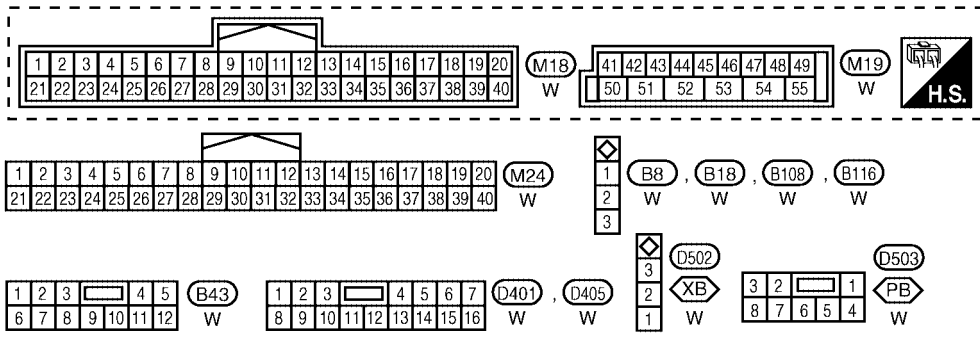 1 2 3 4 5 6 7 8 9 10 11 12 13 14 15 16 17 18 19 20 M18 41 42 43 44 45 46 47 48 49 M19
21 22 23 24 25 26 27 28 29 30 31 32 33 34 35 36 37 38 39 40 W 50 51 52 53 54 55 W H.S.
1 2 3 4 5 6 7 8 9 10 11 12 13 14 15 16 17 18 19 20 M24
21 22 23 24 25 26 27 28 29 30 31 32 33 34 35 36 37 38 39 40 W
1 B8 , B18 , B108 , B116
2 W W W W
3
1 2 3 4 5 B43
6 7 8 9 10 11 12 W
1 2 3 4 5 6 7 D401 , D405
8 9 10 11 12 13 14 15 16 W W
3 D502
2 XB
1 W
3 2 1 D503
8 7 6 5 4 PB
W